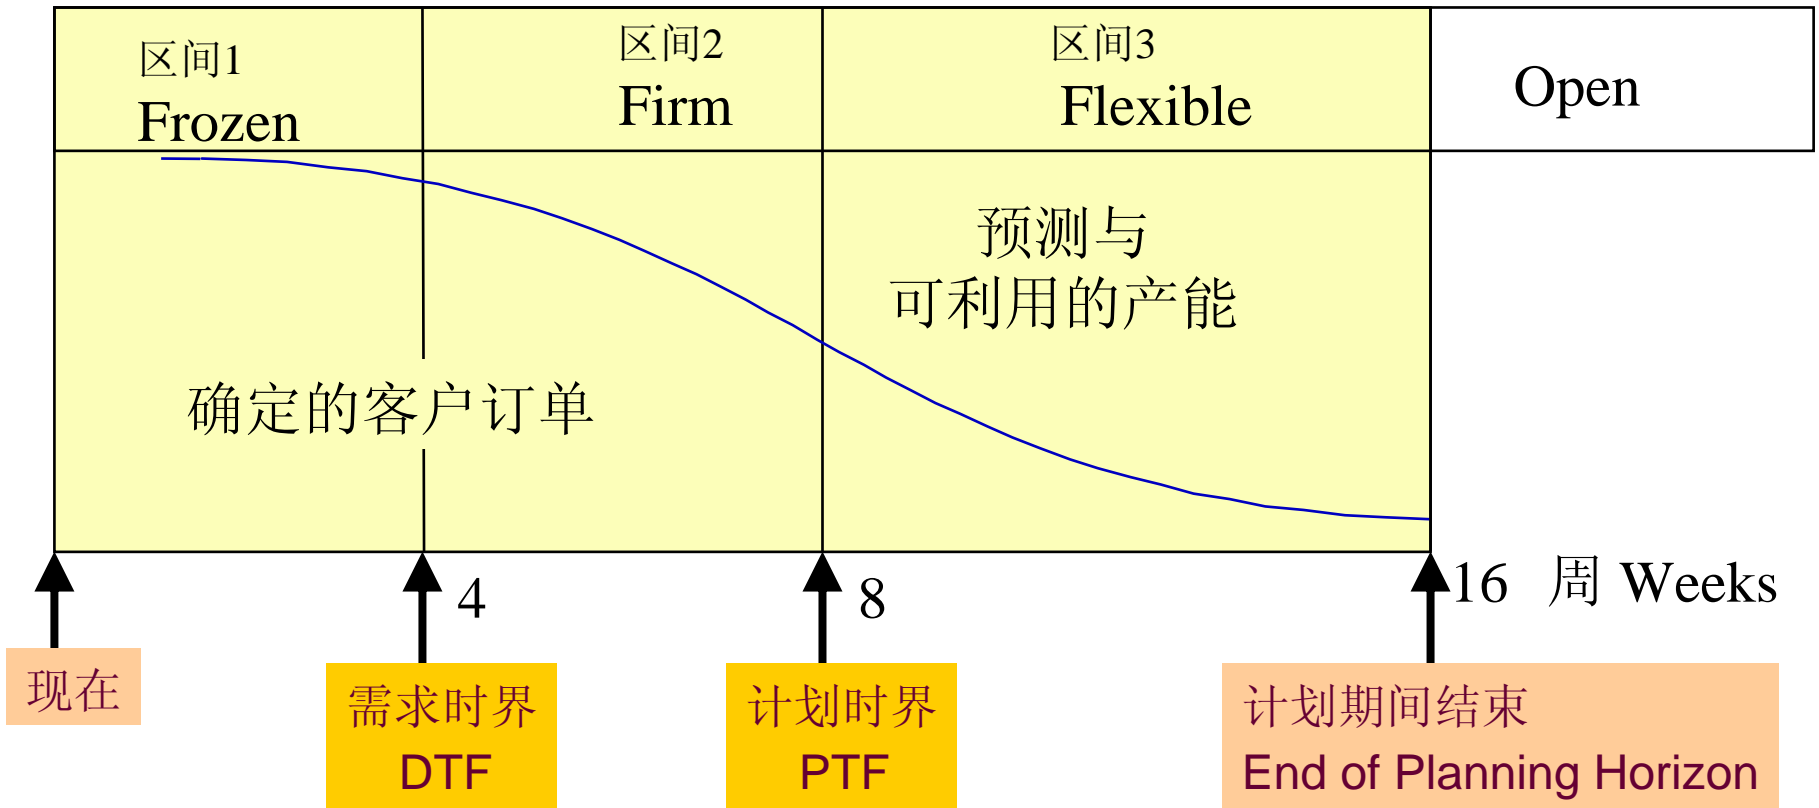 区间1
Frozen
区间2
Firm
区间3
Flexible
Open
预测与
可利用的产能
确定的客户订单
4
8
16 周 Weeks
现在
需求时界
DTF
计划时界
PTF
计划期间结束
End of Planning Horizon